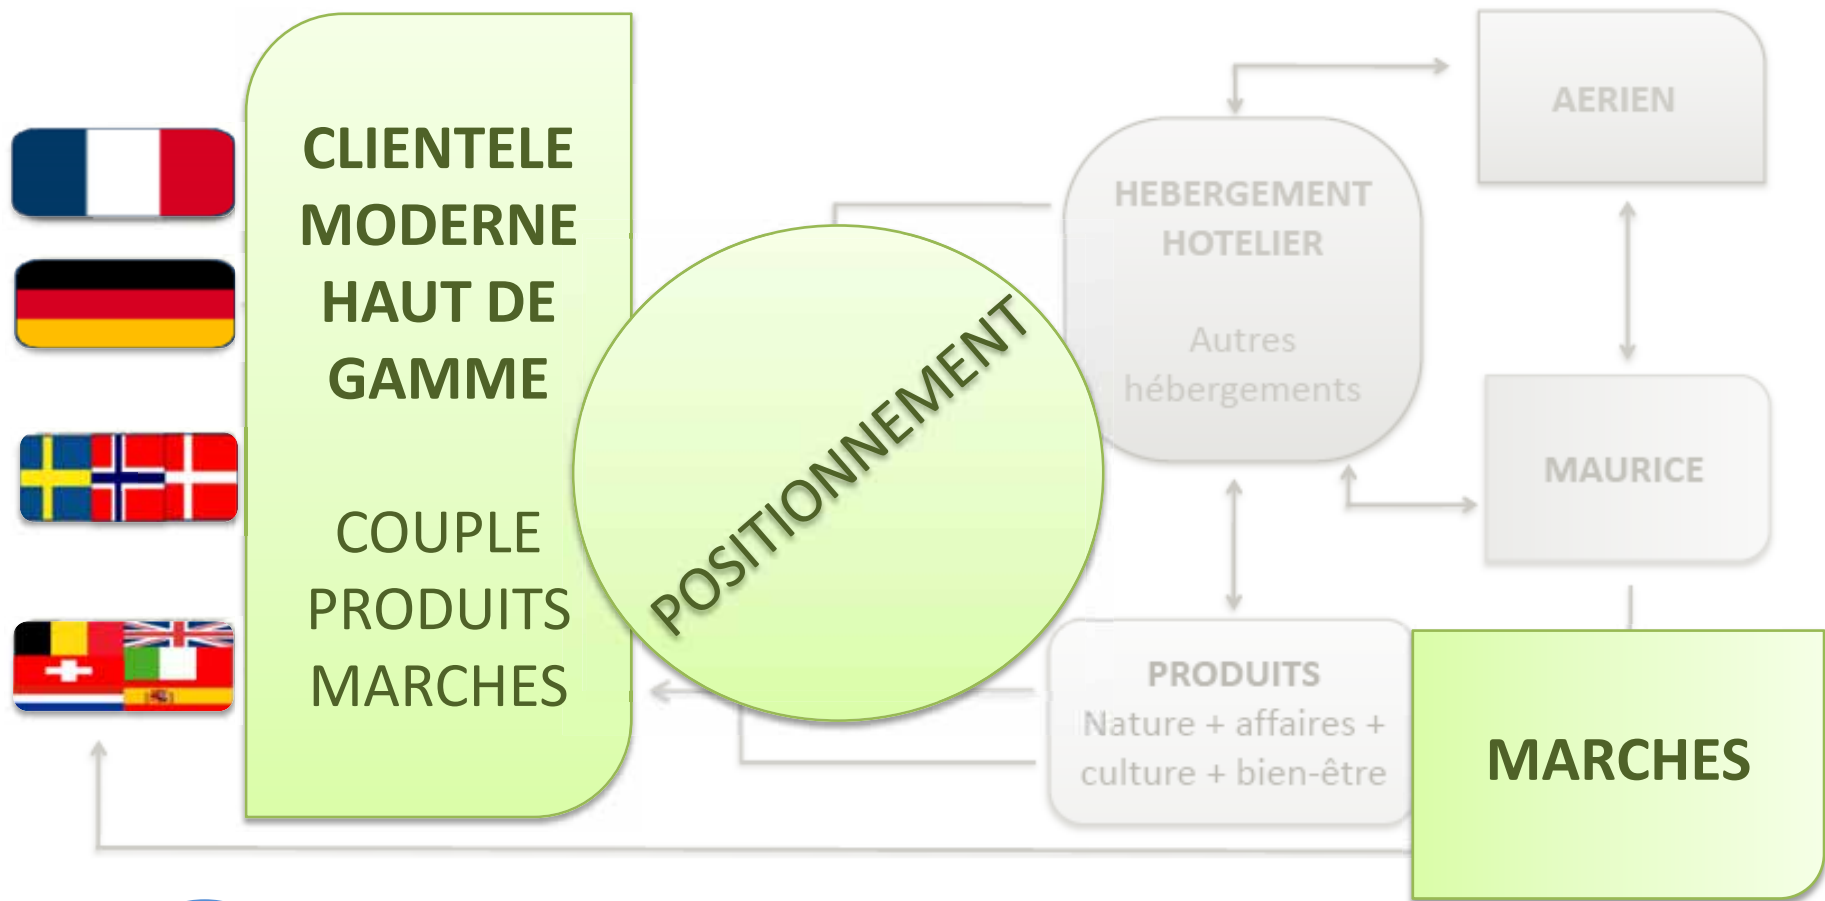 CLIENTELE
MODERNE
HAUT DE
GAMME
COUPLE
PRODUITS
MARCHES
POSITIONNEMENT
HEBERGEMENT
HOTELIER
Autres
hébergements
AERIEN
MAURICE
PRODUITS
Nature + affaires +
culture + bien-être
MARCHES